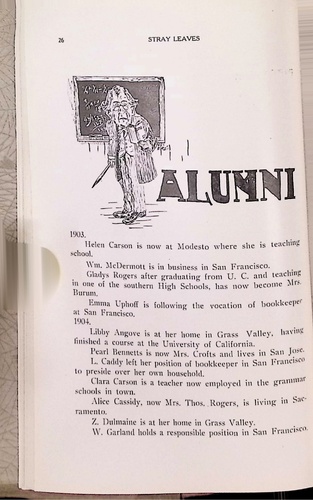 26
STRAY LEAVES
ALUMNI
1903.
Helen Carson is now at Modesto where she is teaching
school.
Wm. McDermott is in business in San Francisco.
Gladys Rogers after graduating from U. C. and teaching
in one of the southern High Schools, has now become Mrs.
Burum.
Emma Uphoff is following the vocation of bookkeeper
at San Francisco.
1904.
Libby Angove is at her home in Grass Valley, having
finished a course at the University of California.
Pearl Bennetts is now Mrs. Crofts and lives in San Jose.
L. Caddy left her position of bookkeeper in San Francisco
to preside over her own household.
Clara Carson is a teacher now employed in the grammar
schools in town.
Alice Cassidy, now Mrs. Thos. Rogers, is living in Sac-
ramento.
Z. Dulmaine is at her home in Grass Valley.
W. Garland holds a responsible position in San Francisco.